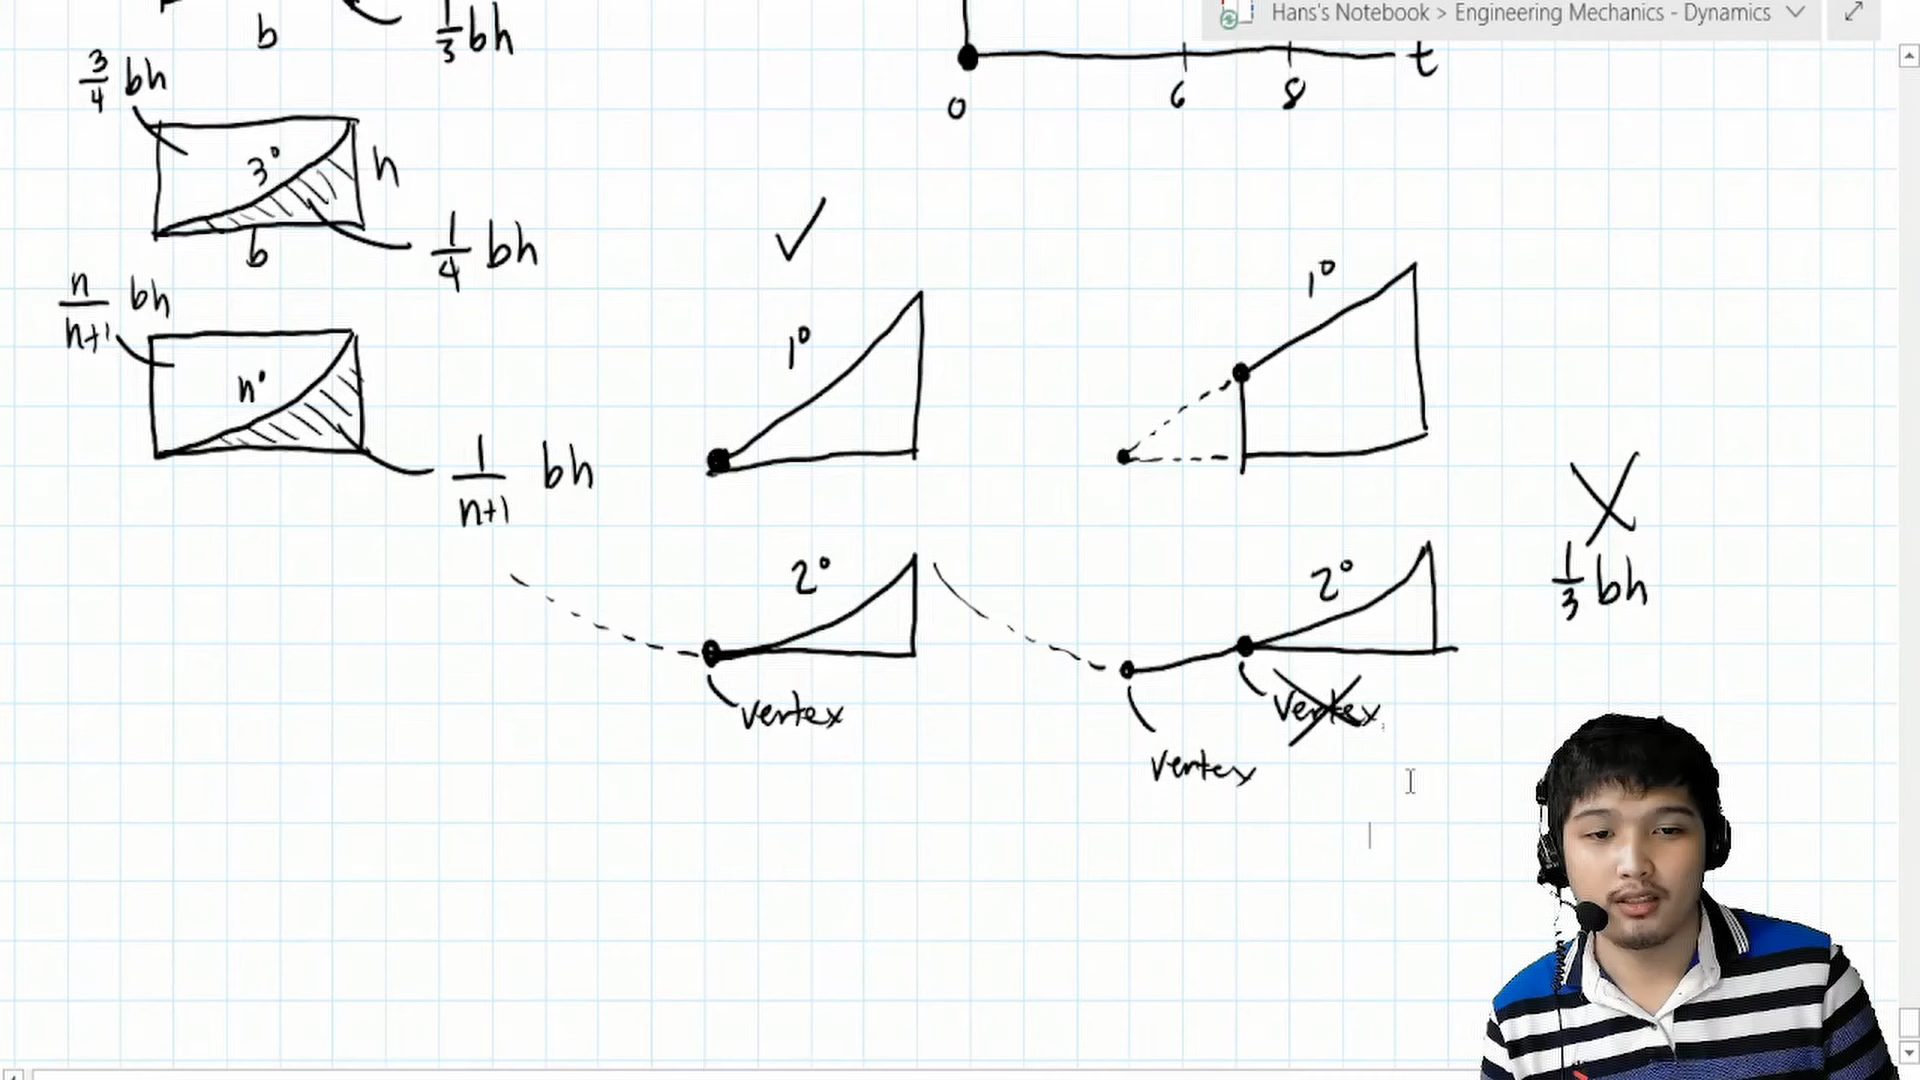 Hans's Notebook > Engineering Mechanics - Dynamics
b
1/3 bh
t
0
6
8
3/4 bh
3°
h
b
1/4 bh
n/n+1 bh
n°
1/n+1 bh
1°
1°
2°
vertex
2°
vertex
vertex
1/3 bh